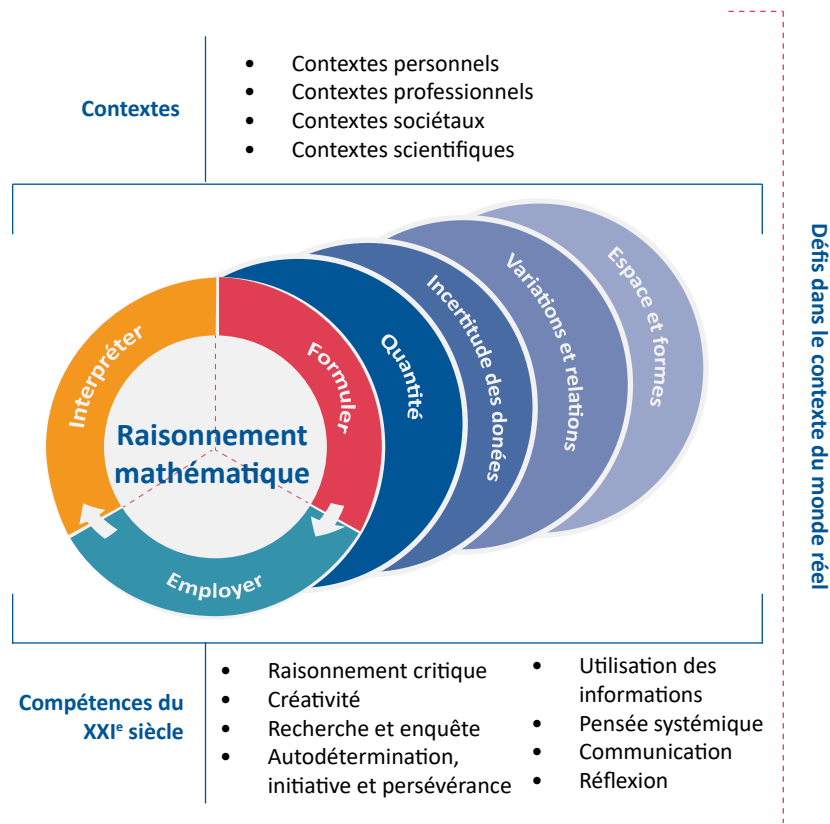 Contextes
• Contextes personnels
• Contextes professionnels
• Contextes sociétaux
• Contextes scientifiques
Interpréter
Formuler
Employer
Raisonnement
mathématique
Quantité
Incertitude des donées
Variations et relations
Espace et formes
Défis dans le contexte du monde réel
Compétences du
XXIe siècle
• Raisonnement critique
• Créativité
• Recherche et enquête
• Autodétermination,
initiative et persévérance
• Utilisation des
informations
• Pensée systémique
• Communication
• Réflexion